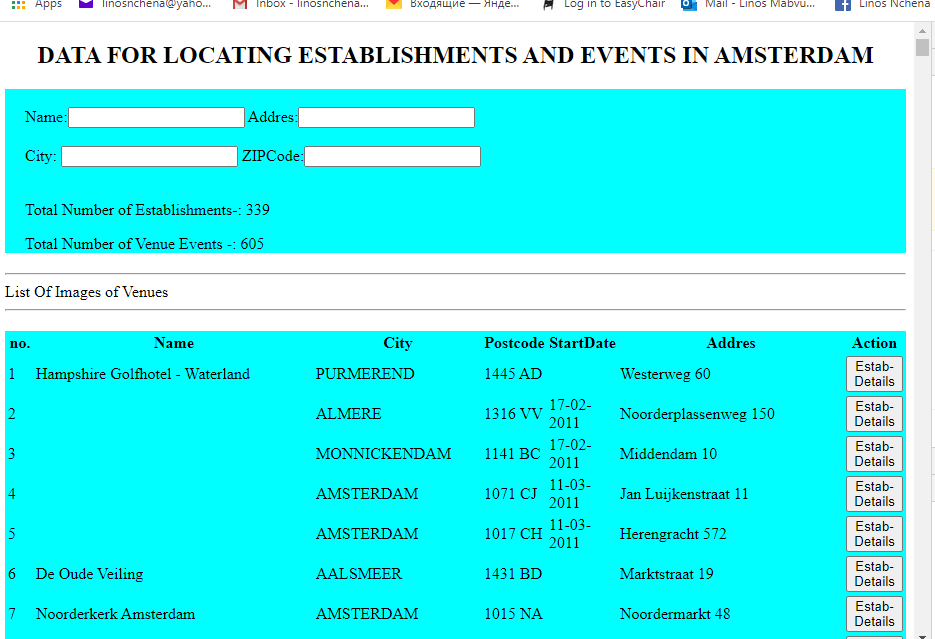 Apps linosnchena@yaho... Inbox - linosnchena... Входящие — Янде... Log in to EasyChair Mail - Linos Mabvu... Linos Nchena
DATA FOR LOCATING ESTABLISHMENTS AND EVENTS IN AMSTERDAM
Name: Addres:
City: ZIPCode:
Total Number of Establishments-: 339
Total Number of Venue Events -: 605
List Of Images of Venues
no. Name City Postcode StartDate Addres Action
1 Hampshire Golfhotel - Waterland PURMEREND 1445 AD Westerweg 60 Estab-Details
2 ALMERE 1316 VV 17-02-2011 Noorderplassenweg 150 Estab-Details
3 MONNICKENDAM 1141 BC 17-02-2011 Middendam 10 Estab-Details
4 AMSTERDAM 1071 CJ 11-03-2011 Jan Luijkenstraat 11 Estab-Details
5 AMSTERDAM 1017 CH 11-03-2011 Herengracht 572 Estab-Details
6 De Oude Veiling AALSMEER 1431 BD Marktstraat 19 Estab-Details
7 Noorderkerk Amsterdam AMSTERDAM 1015 NA Noordermarkt 48 Estab-Details